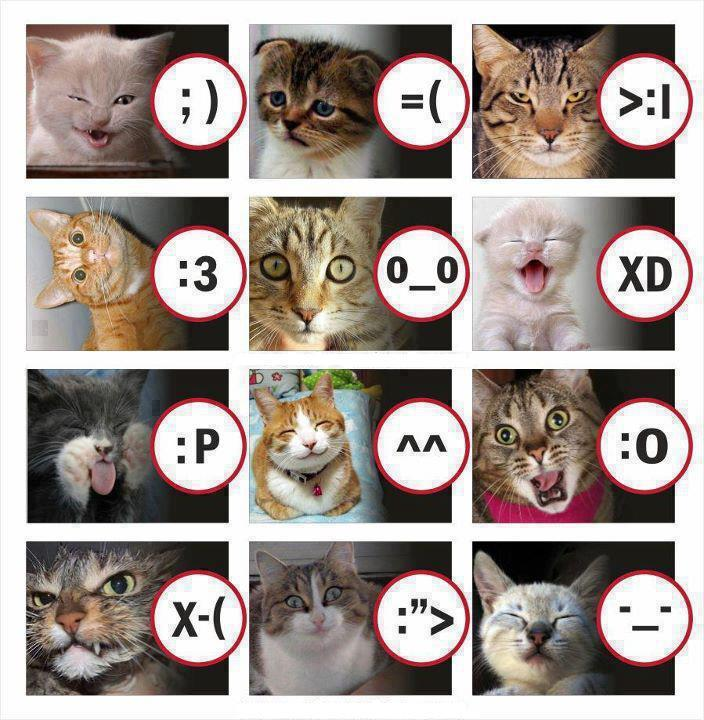 ; )
=(
>:|
:3
0_0
XD
:P
^^
:O
X-(
:”>
-_-